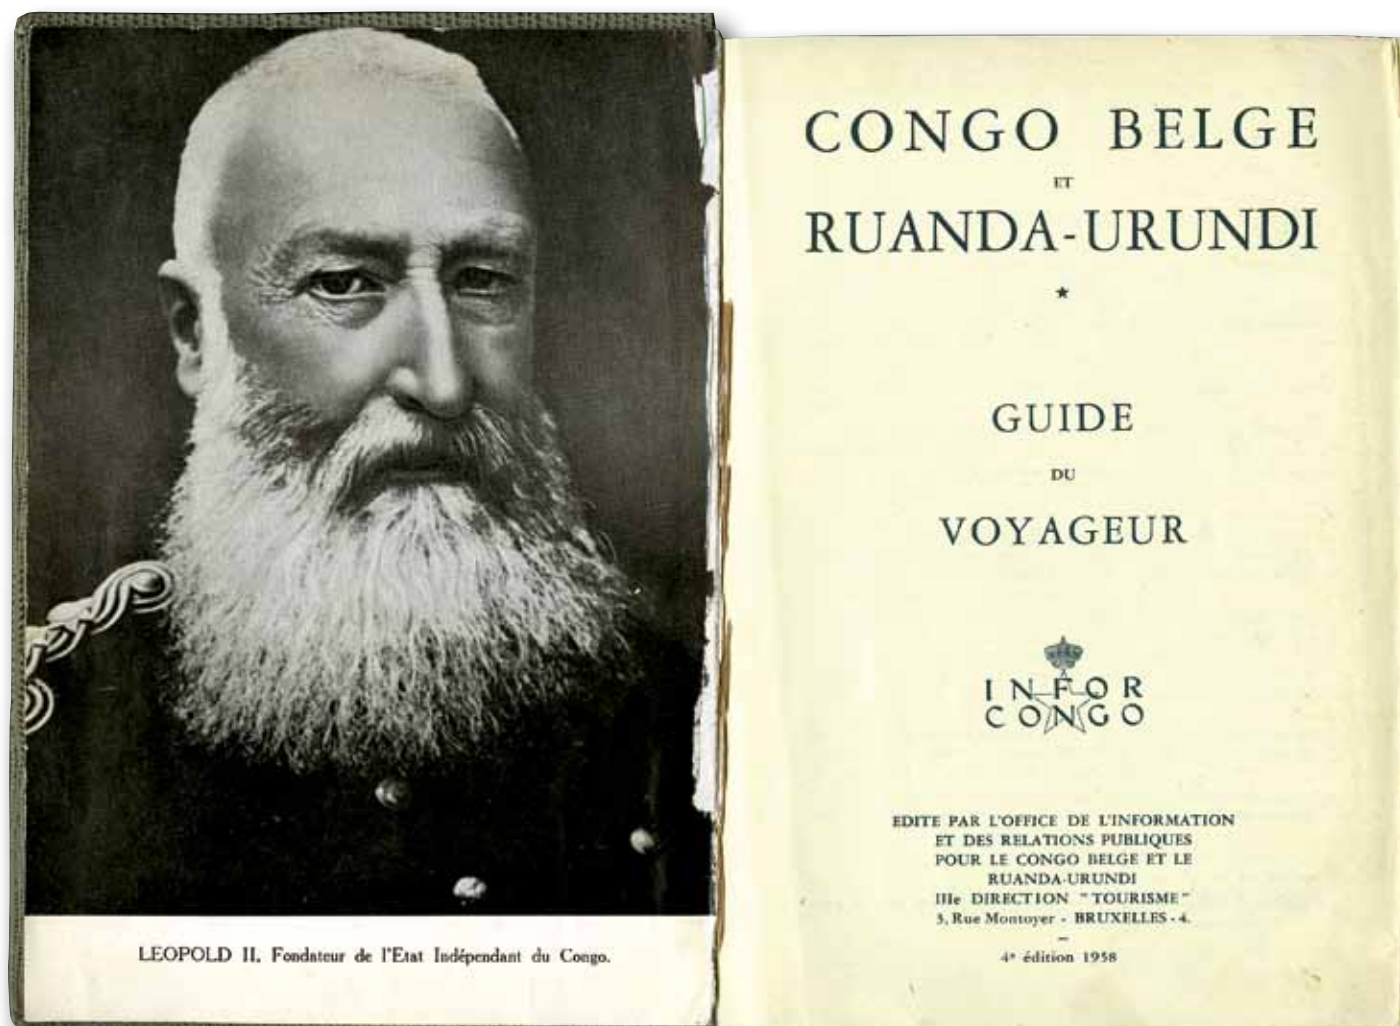 LEOPOLD II. Fondateur de l'Etat Indépendant du Congo.
CONGO BELGE
ET
RUANDA-URUNDI
★
GUIDE
DU
VOYAGEUR
INFOR
CONGO
EDITE PAR L'OFFICE DE L'INFORMATION
ET DES RELATIONS PUBLIQUES
POUR LE CONGO BELGE ET LE
RUANDA-URUNDI
IIIe DIRECTION "TOURISME"
5, Rue Montoyer - BRUXELLES - 4.
4e édition 1958